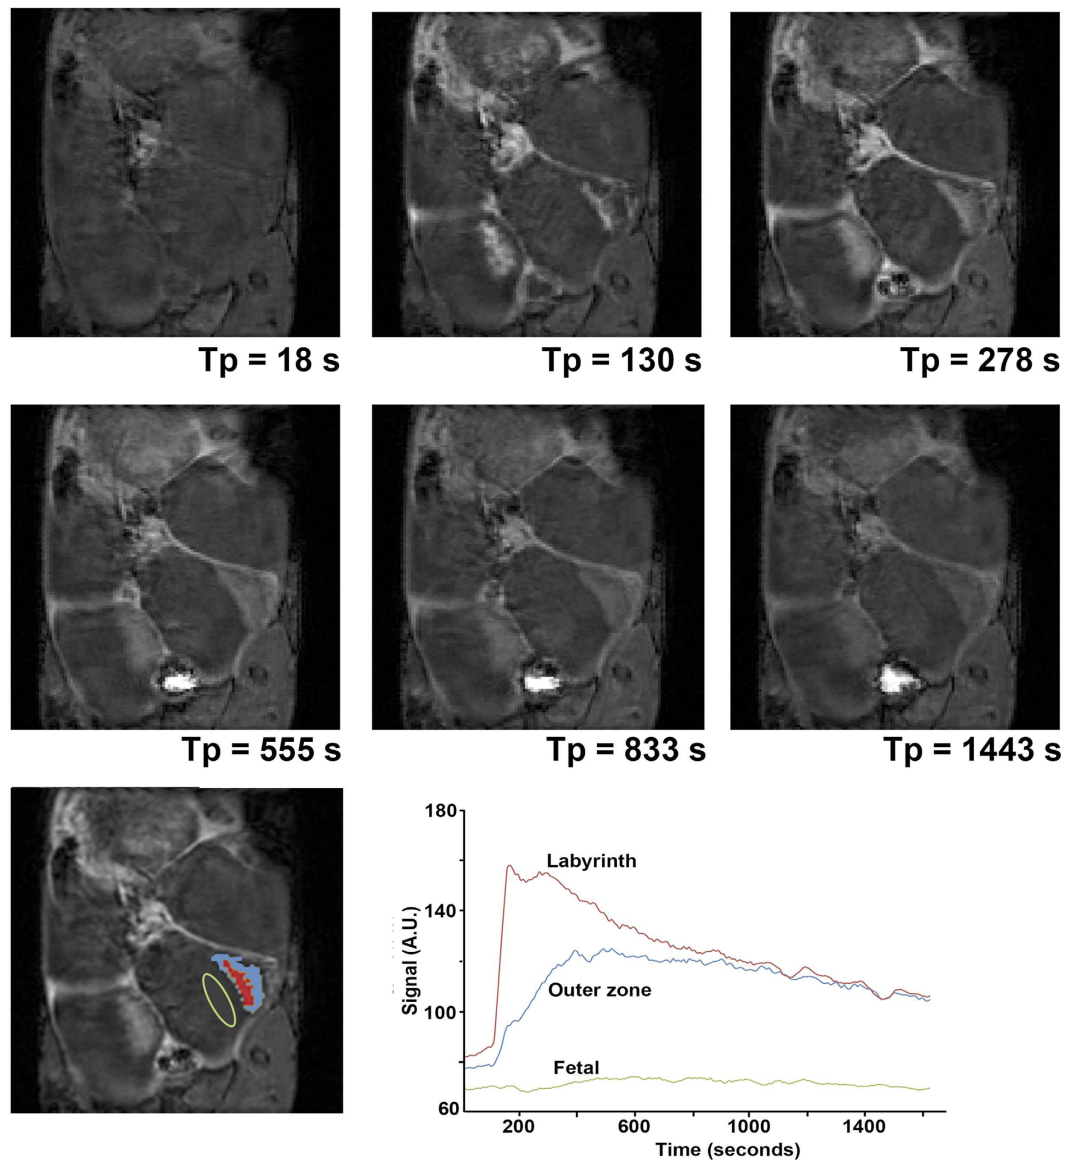 Tp = 18 s
Tp = 130 s
Tp = 278 s
Tp = 555 s
Tp = 833 s
Tp = 1443 s
180
Labyrinth
140
Signal (A.U.)
Outer zone
100
Fetal
60
200
600
1000
1400
Time (seconds)